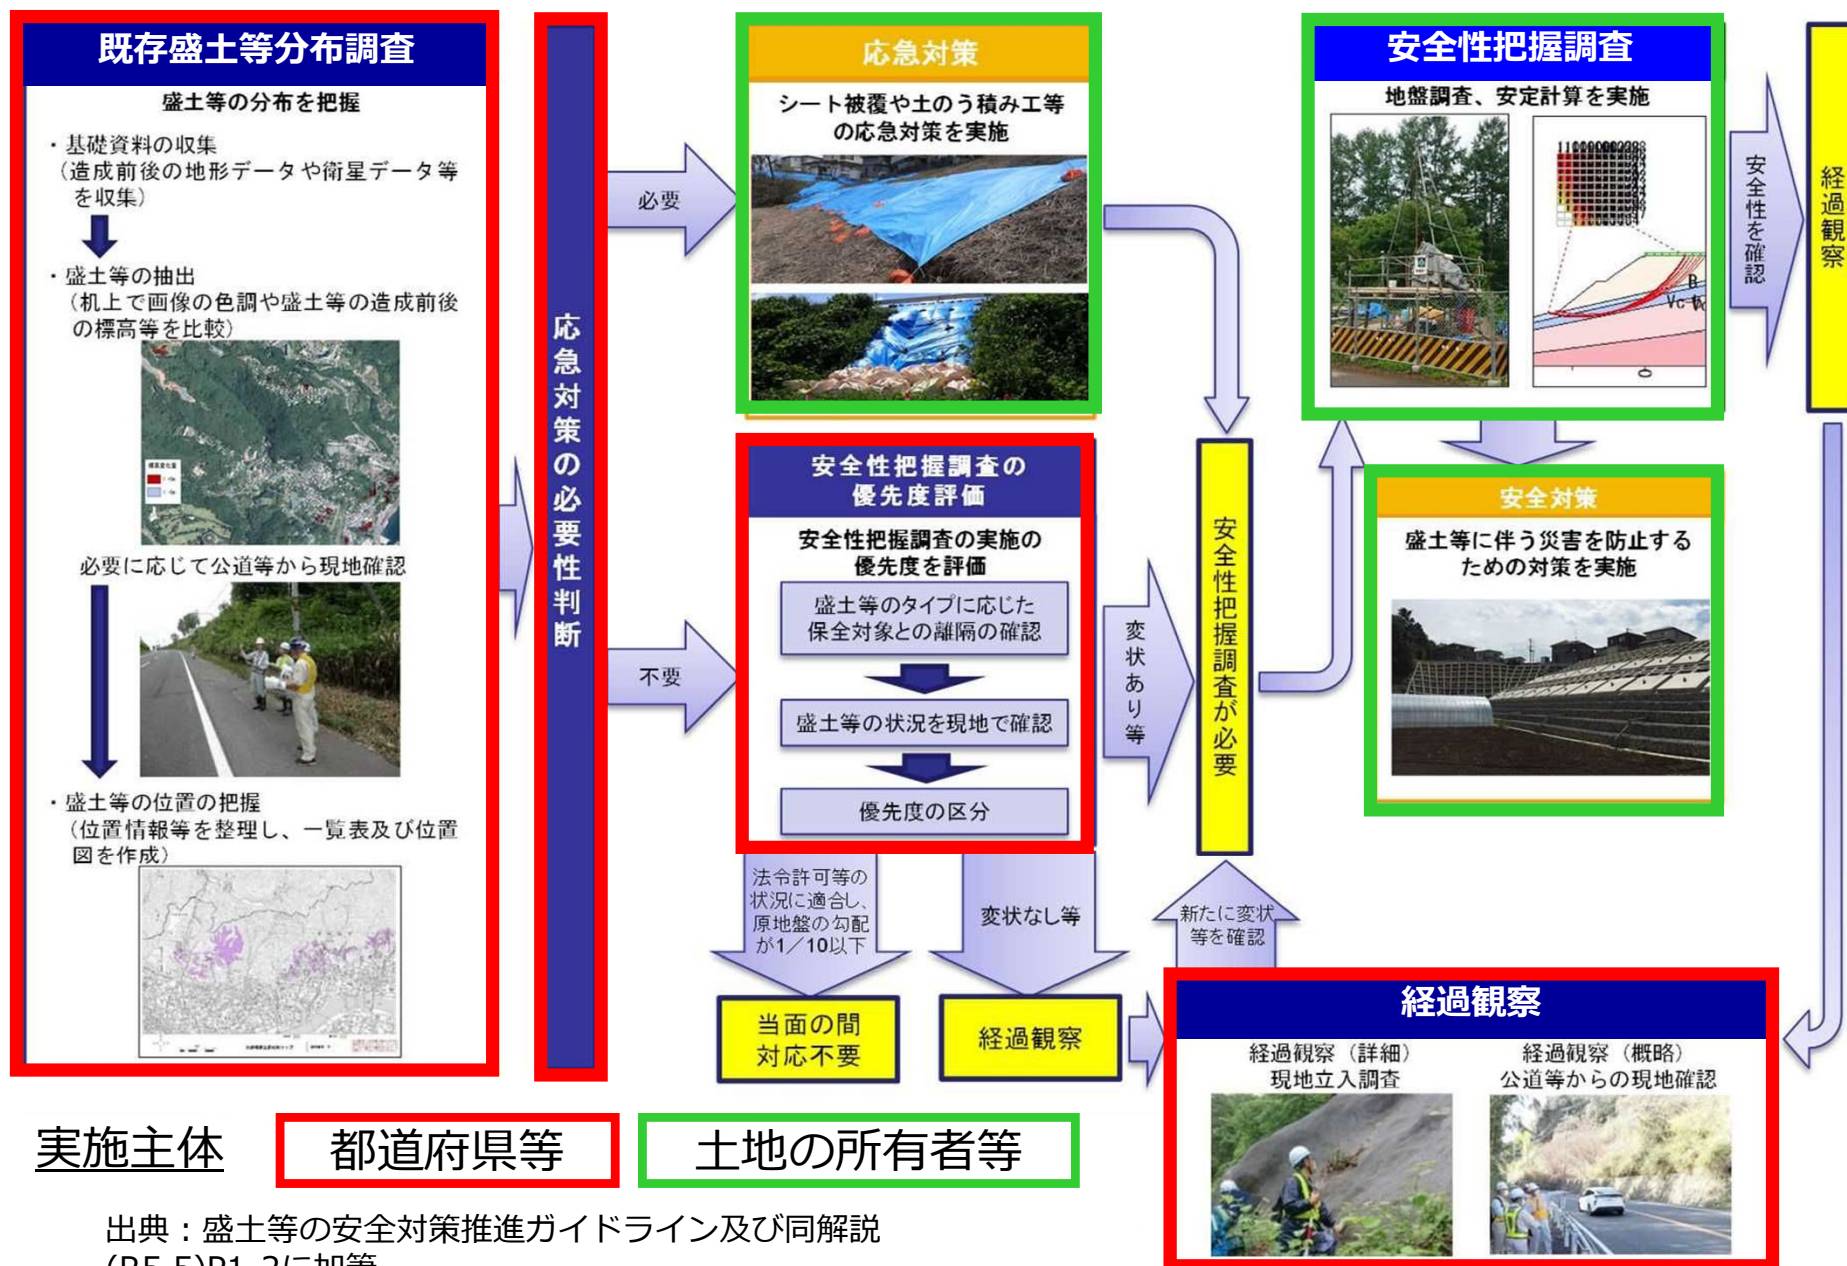 既存盛土等分布調査
盛土等の分布を把握
・基礎資料の収集
（造成前後の地形データや衛星データ等
を収集）
・盛土等の抽出
（机上で画像の色調や盛土等の造成前後
の標高等を比較）
必要に応じて公道等から現地確認
・盛土等の位置の把握
（位置情報等を整理し、一覧表及び位置
図を作成）
応急対策の必要性判断
必要
不要
応急対策
シート被覆や土のう積み工等
の応急対策を実施
安全性把握調査の
優先度評価
安全性把握調査の実施の
優先度を評価
盛土等のタイプに応じた
保全対象との離隔の確認
盛土等の状況を現地で確認
優先度の区分
法令許可等の
状況に適合し、
原地盤の勾配
が1／10以下
変状なし等
当面の間
対応不要
経過観察
変状あり等
安全性把握調査が必要
新たに変状
等を確認
安全性把握調査
地盤調査、安定計算を実施
安全性を確認
経過観察
安全対策
盛土等に伴う災害を防止する
ための対策を実施
経過観察
経過観察（詳細）
現地立入調査
経過観察（概略）
公道等からの現地確認
実施主体
都道府県等
土地の所有者等
出典：盛土等の安全対策推進ガイドライン及び同解説